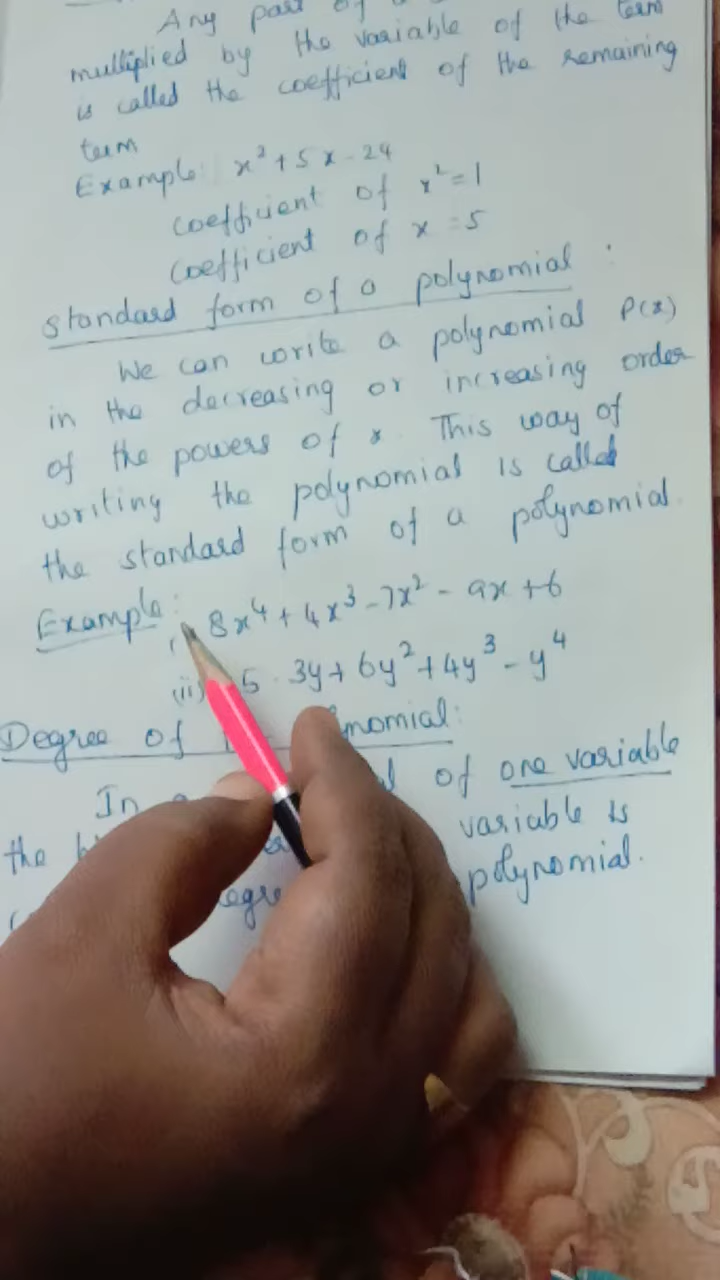 Any part of
multiplied by the variable of the term
is called the coefficient of the remaining
term
Example: x² + 5x - 24
coefficient of x² = 1
coefficient of x = 5
Standard form of a polynomial :
We can write a polynomial P(x)
in the decreasing or increasing order
of the powers of x. This way of
writing the polynomial is called
the standard form of a polynomial.
Example:
8x⁴ + 4x³ - 7x² - 9x + 6
(ii) 5 - 3y + 6y² + 4y³ - y⁴
Degree of nomial:
In of one variable
the variable is
polynomial.